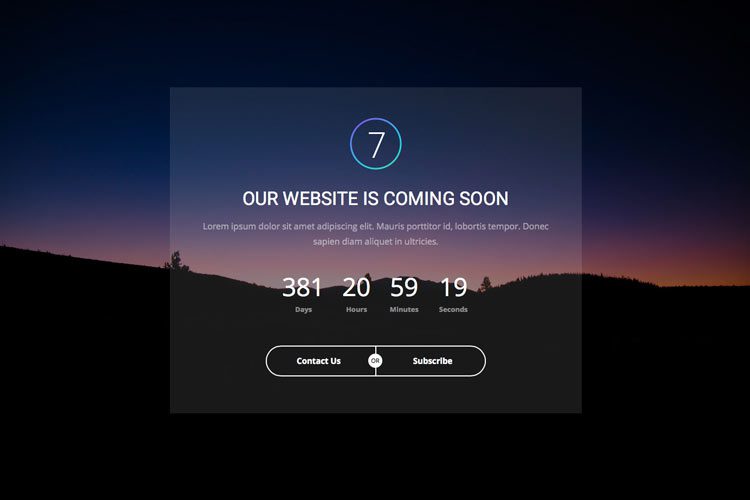 7
OUR WEBSITE IS COMING SOON
Lorem ipsum dolor sit amet adipiscing elit. Mauris porttitor id, lobortis tempor. Donec
sapien diam aliquet in ultricies.
381 20 59 19
Days Hours Minutes Seconds
Contact Us OR Subscribe